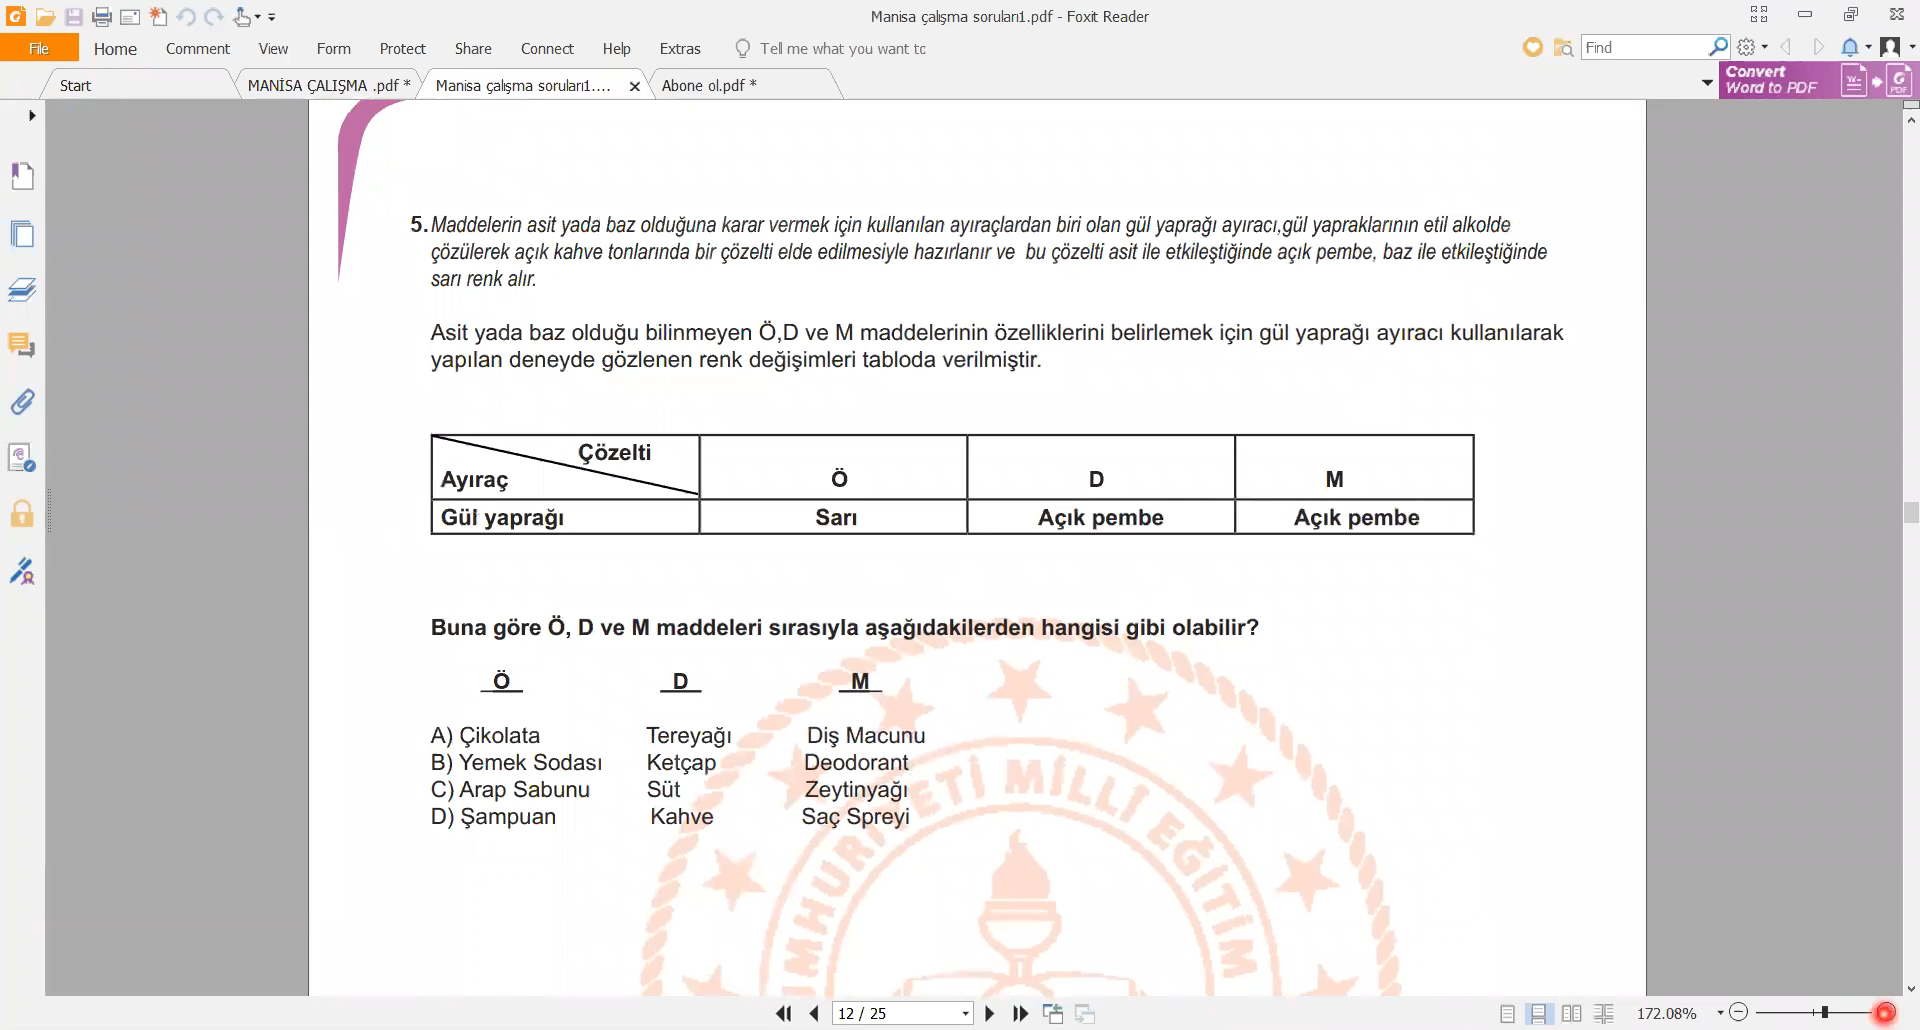 Manisa çalışma soruları1.pdf - Foxit Reader
File Home Comment View Form Protect Share Connect Help Extras Tell me what you want to Find
Start MANİSA ÇALIŞMA .pdf * Manisa çalışma soruları1.... Abone ol.pdf *
Convert
Word to PDF
PDF
5. Maddelerin asit yada baz olduğuna karar vermek için kullanılan ayıraçlardan biri olan gül yaprağı ayıracı,gül yapraklarının etil alkolde
çözülerek açık kahve tonlarında bir çözelti elde edilmesiyle hazırlanır ve bu çözelti asit ile etkileştiğinde açık pembe, baz ile etkileştiğinde
sarı renk alır.
Asit yada baz olduğu bilinmeyen Ö,D ve M maddelerinin özelliklerini belirlemek için gül yaprağı ayıracı kullanılarak
yapılan deneyde gözlenen renk değişimleri tabloda verilmiştir.
Çözelti
Ayıraç Ö D M
Gül yaprağı Sarı Açık pembe Açık pembe
Buna göre Ö, D ve M maddeleri sırasıyla aşağıdakilerden hangisi gibi olabilir?
Ö D M
A) Çikolata Tereyağı Diş Macunu
B) Yemek Sodası Ketçap Deodorant
C) Arap Sabunu Süt Zeytinyağı
D) Şampuan Kahve Saç Spreyi
MHURİYETİ MİLLÎ EĞİTİM
12 / 25
172.08%